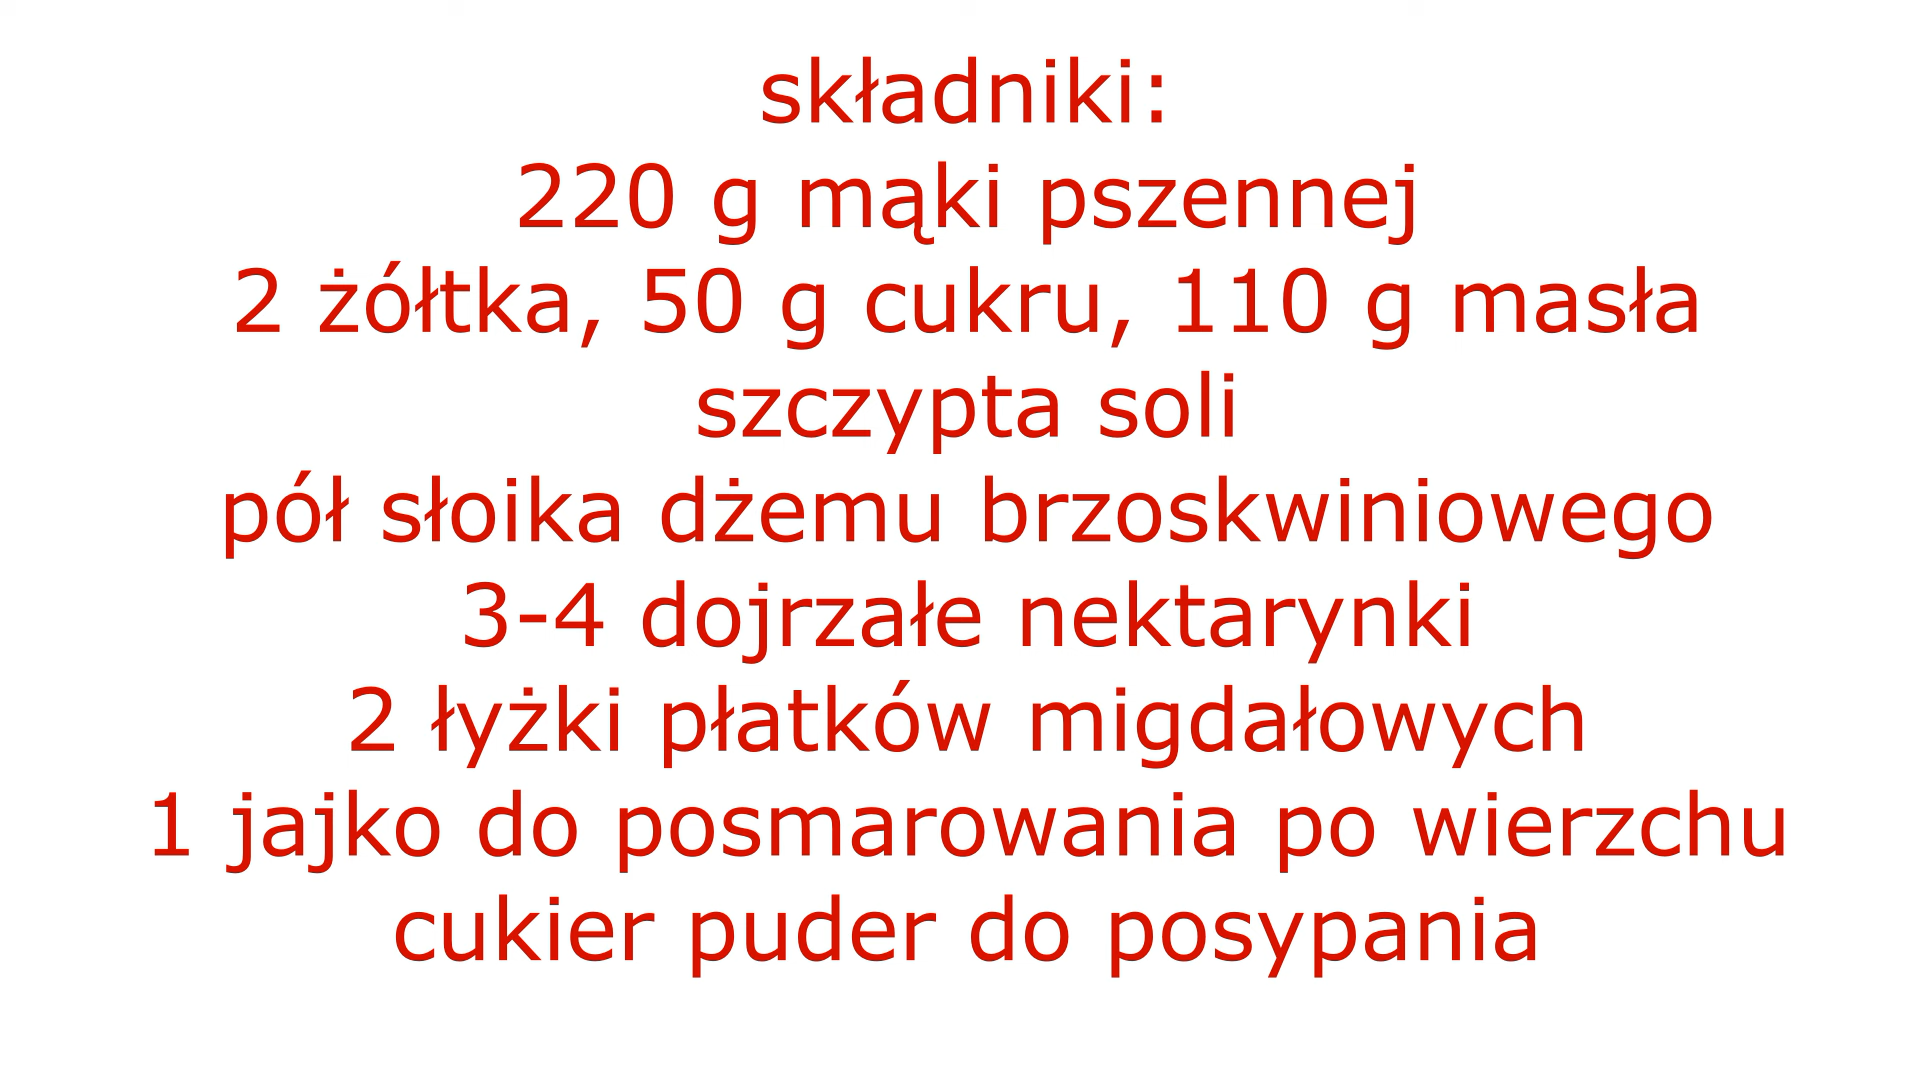 składniki:
220 g mąki pszennej
2 żółtka, 50 g cukru, 110 g masła
szczypta soli
pół słoika dżemu brzoskwiniowego
3-4 dojrzałe nektarynki
2 łyżki płatków migdałowych
1 jajko do posmarowania po wierzchu
cukier puder do posypania